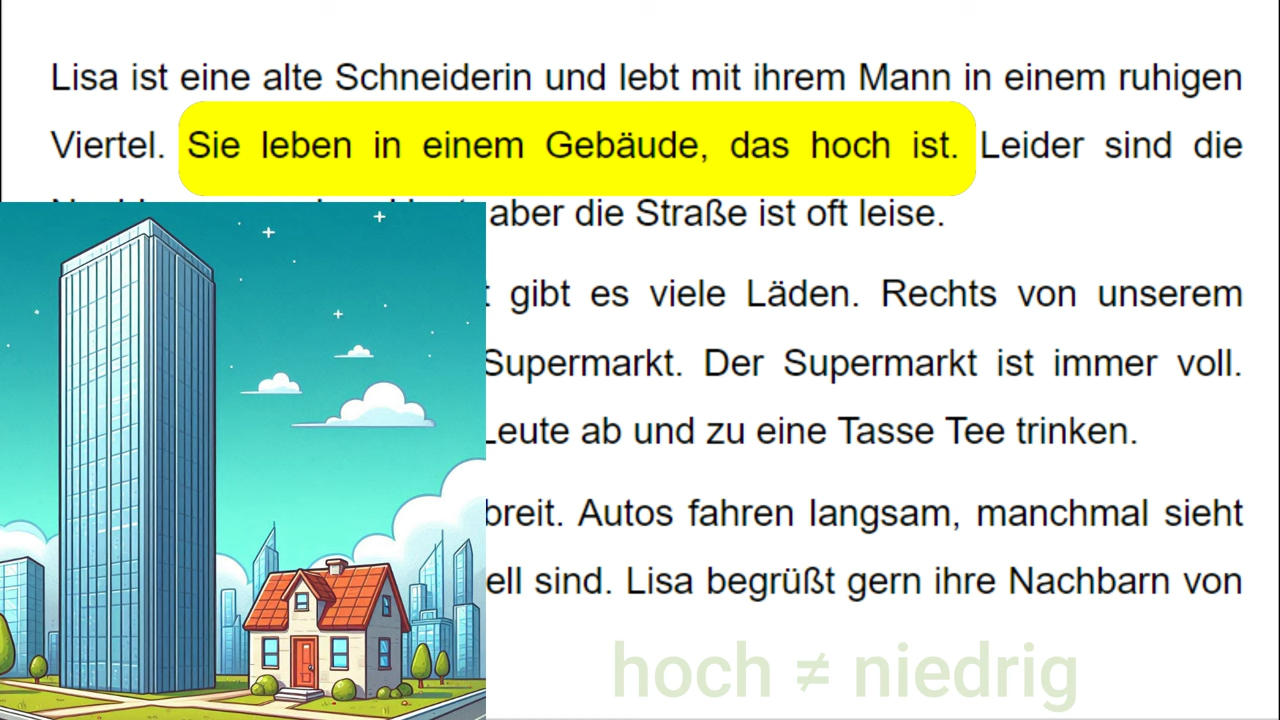 Lisa ist eine alte Schneiderin und lebt mit ihrem Mann in einem ruhigen
Viertel. Sie leben in einem Gebäude, das hoch ist. Leider sind die
aber die Straße ist oft leise.
gibt es viele Läden. Rechts von unserem
Supermarkt. Der Supermarkt ist immer voll.
Leute ab und zu eine Tasse Tee trinken.
breit. Autos fahren langsam, manchmal sieht
sind. Lisa begrüßt gern ihre Nachbarn von
hoch ≠ niedrig